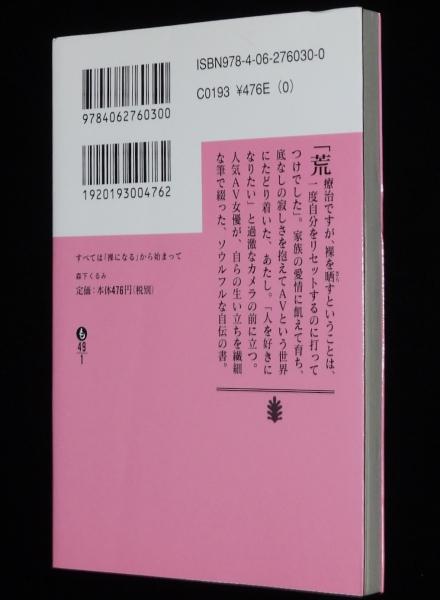 ISBN978-4-06-276030-0
C0193 ¥476E (0)
9784062760300
1920193004762
「荒療治ですが、裸を晒すということは、
一度自分をリセットするのに打って
つけでした」。家族の愛情に飢えて育ち、
底なしの寂しさを抱えてAVという世界
にたどり着いた、あたし。「人を好きに
なりたい」と過激なカメラの前に立つ。
人気AV女優が、自らの生い立ちを繊細
な筆で綴った、ソウルフルな自伝の書。
さら
すべては「裸になる」から始まって
森下くるみ
定価:本体476円(税別)
も
49
1